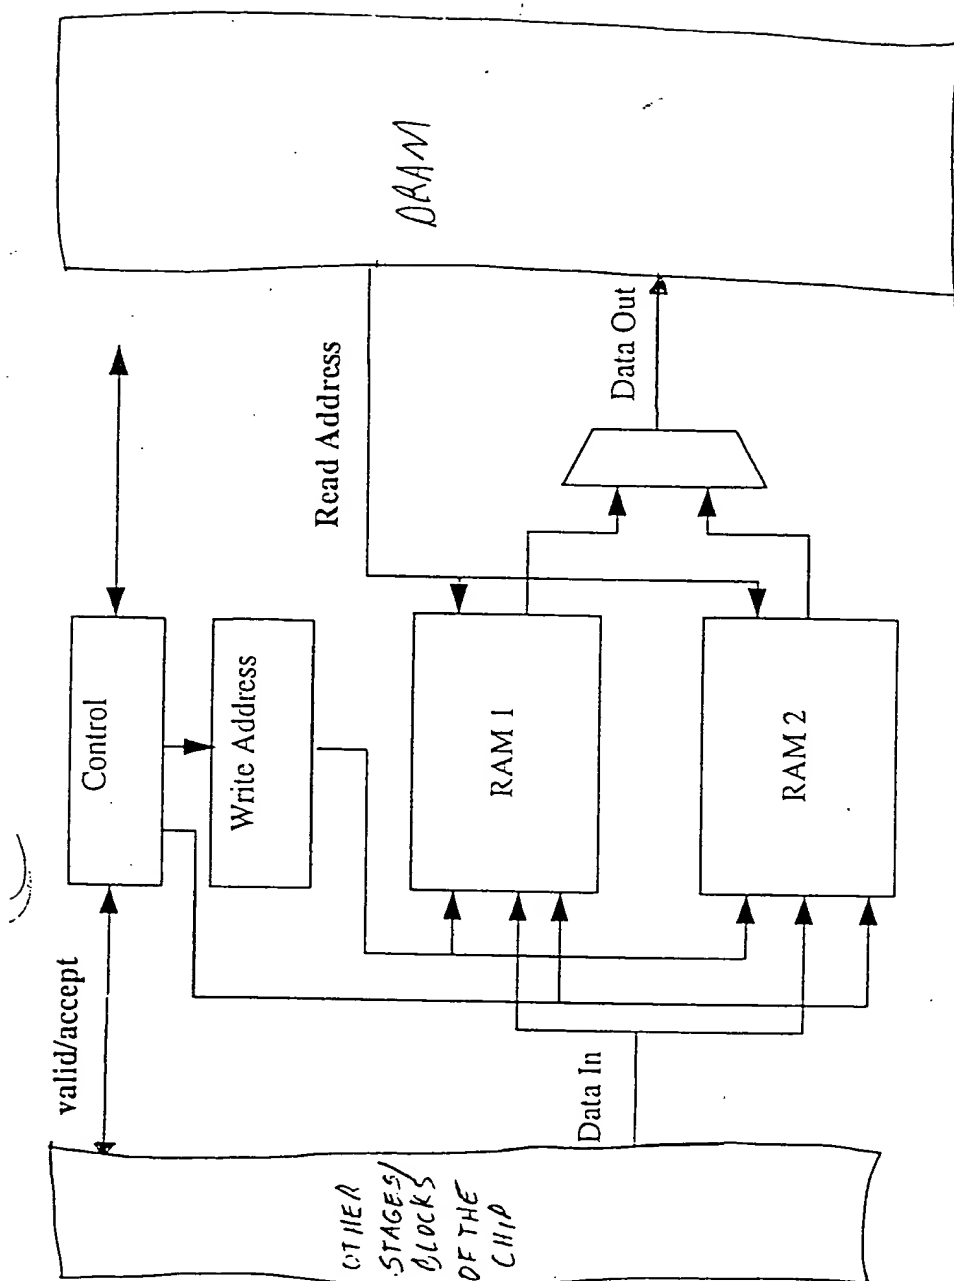 DRAM
Read Address
Data Out
Control
Write Address
RAM 1
RAM 2
valid/accept
Data In
OTHER
STAGES/
BLOCKS
OF THE
CHIP